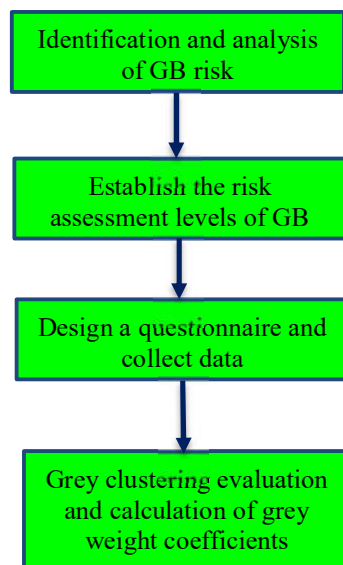 Identification and analysis
of GB risk
Establish the risk
assessment levels of GB
Design a questionnaire and
collect data
Grey clustering evaluation
and calculation of grey
weight coefficients